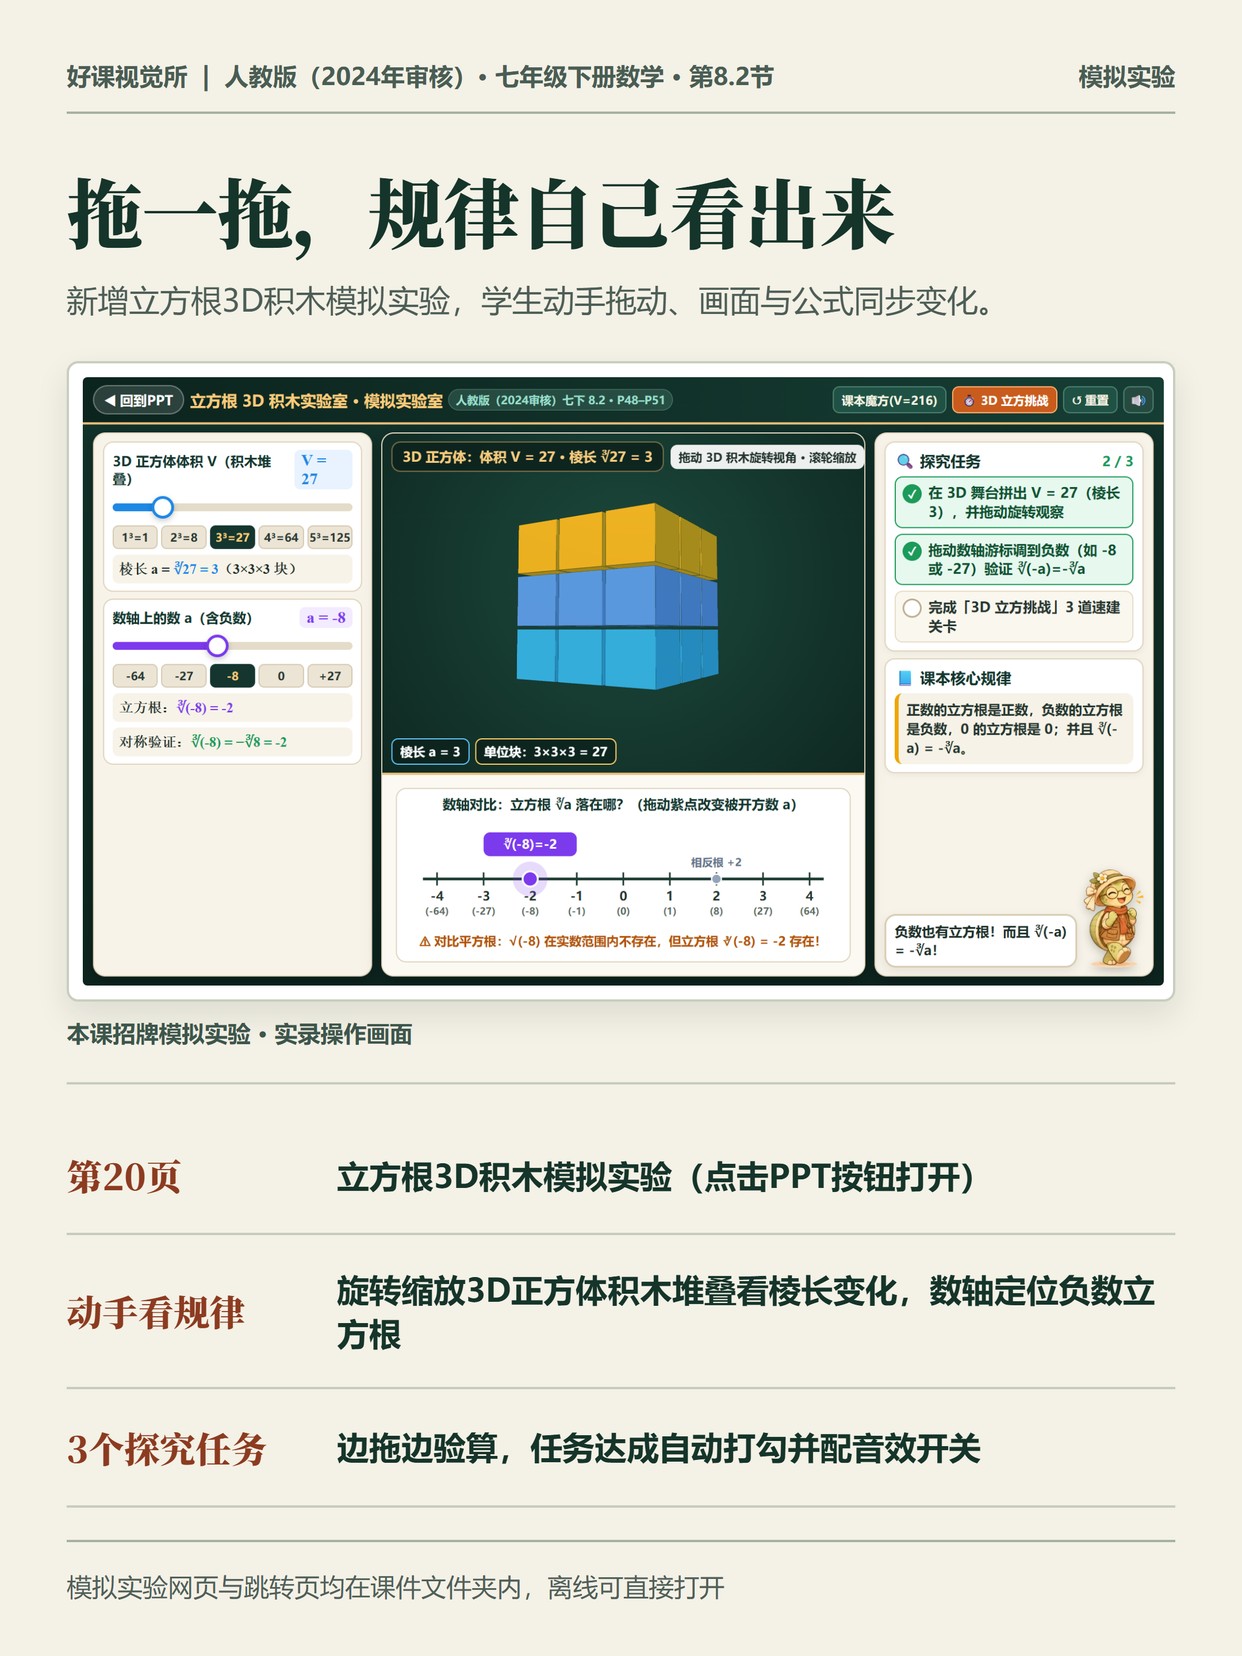 好课视觉所 | 人教版（2024年审核）• 七年级下册数学 • 第8.2节
模拟实验
拖一拖，规律自己看出来
新增立方根3D积木模拟实验，学生动手拖动、画面与公式同步变化。
◀ 回到PPT
立方根 3D 积木实验室 • 模拟实验室
人教版（2024审核）七下 8.2 • P48–P51
课本魔方(V=216)
3D 立方挑战
↺ 重置
3D 正方体体积 V（积木堆
叠）
V =
27
1³=1
2³=8
3³=27
4³=64
5³=125
棱长 a = ∛27 = 3（3×3×3 块）
数轴上的数 a（含负数）
a = -8
-64
-27
-8
0
+27
立方根：∛(-8) = -2
对称验证：∛(-8) = −∛8 = -2
3D 正方体：体积 V = 27 • 棱长 ∛27 = 3
拖动 3D 积木旋转视角 • 滚轮缩放
棱长 a = 3
单位块：3×3×3 = 27
数轴对比：立方根 ∛a 落在哪？（拖动紫点改变被开方数 a）
∛(-8)=-2
相反根 +2
-4 -3 -2 -1 0 1 2 3 4
(-64) (-27) (-8) (-1) (0) (1) (8) (27) (64)
⚠ 对比平方根：√(-8) 在实数范围内不存在，但立方根 ∛(-8) = -2 存在！
探究任务
2 / 3
在 3D 舞台拼出 V = 27（棱长
3），并拖动旋转观察
拖动数轴游标调到负数（如 -8
或 -27）验证 ∛(-a)=-∛a
完成「3D 立方挑战」3 道速建
关卡
课本核心规律
正数的立方根是正数，负数的立方根
是负数，0 的立方根是 0；并且 ∛(-
a) = -∛a。
负数也有立方根！而且 ∛(-a)
= -∛a！
本课招牌模拟实验 • 实录操作画面
第20页
立方根3D积木模拟实验（点击PPT按钮打开）
动手看规律
旋转缩放3D正方体积木堆叠看棱长变化，数轴定位负数立
方根
3个探究任务
边拖边验算，任务达成自动打勾并配音效开关
模拟实验网页与跳转页均在课件文件夹内，离线可直接打开